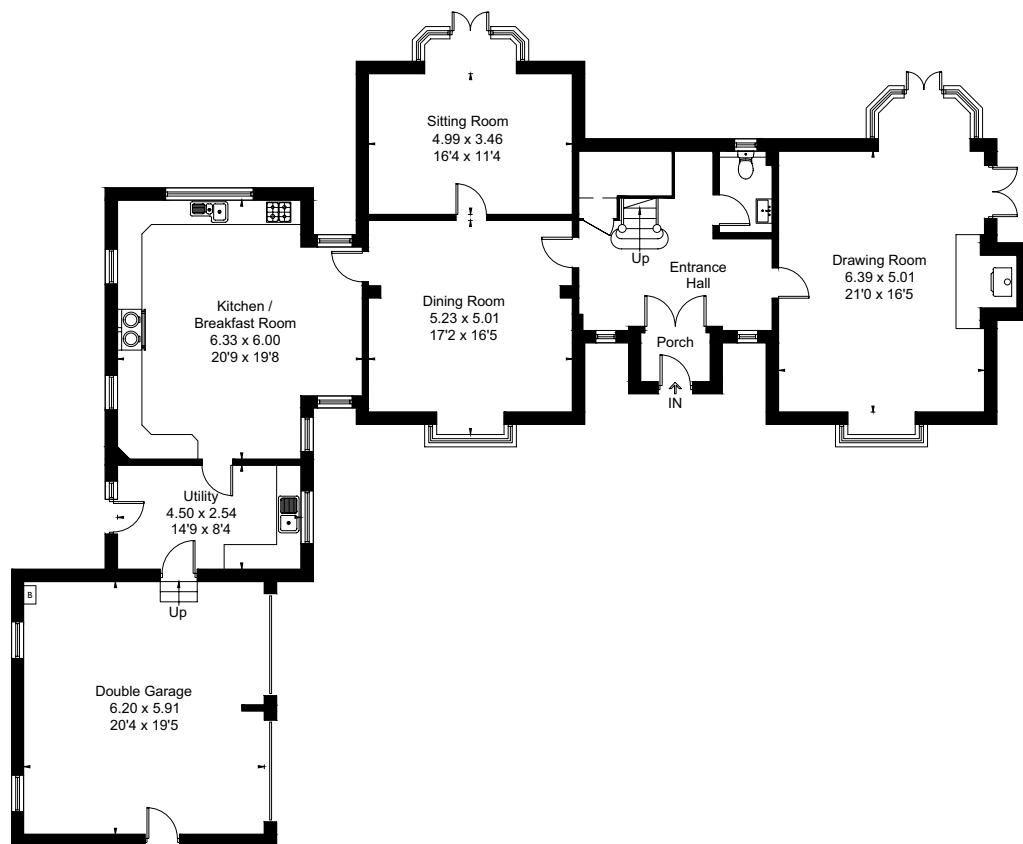 Sitting Room
4.99 x 3.46
16'4 x 11'4
Kitchen /
Breakfast Room
6.33 x 6.00
20'9 x 19'8
Dining Room
5.23 x 5.01
17'2 x 16'5
Up
Entrance
Hall
Drawing Room
6.39 x 5.01
21'0 x 16'5
Porch
IN
Utility
4.50 x 2.54
14'9 x 8'4
B
Up
Double Garage
6.20 x 5.91
20'4 x 19'5